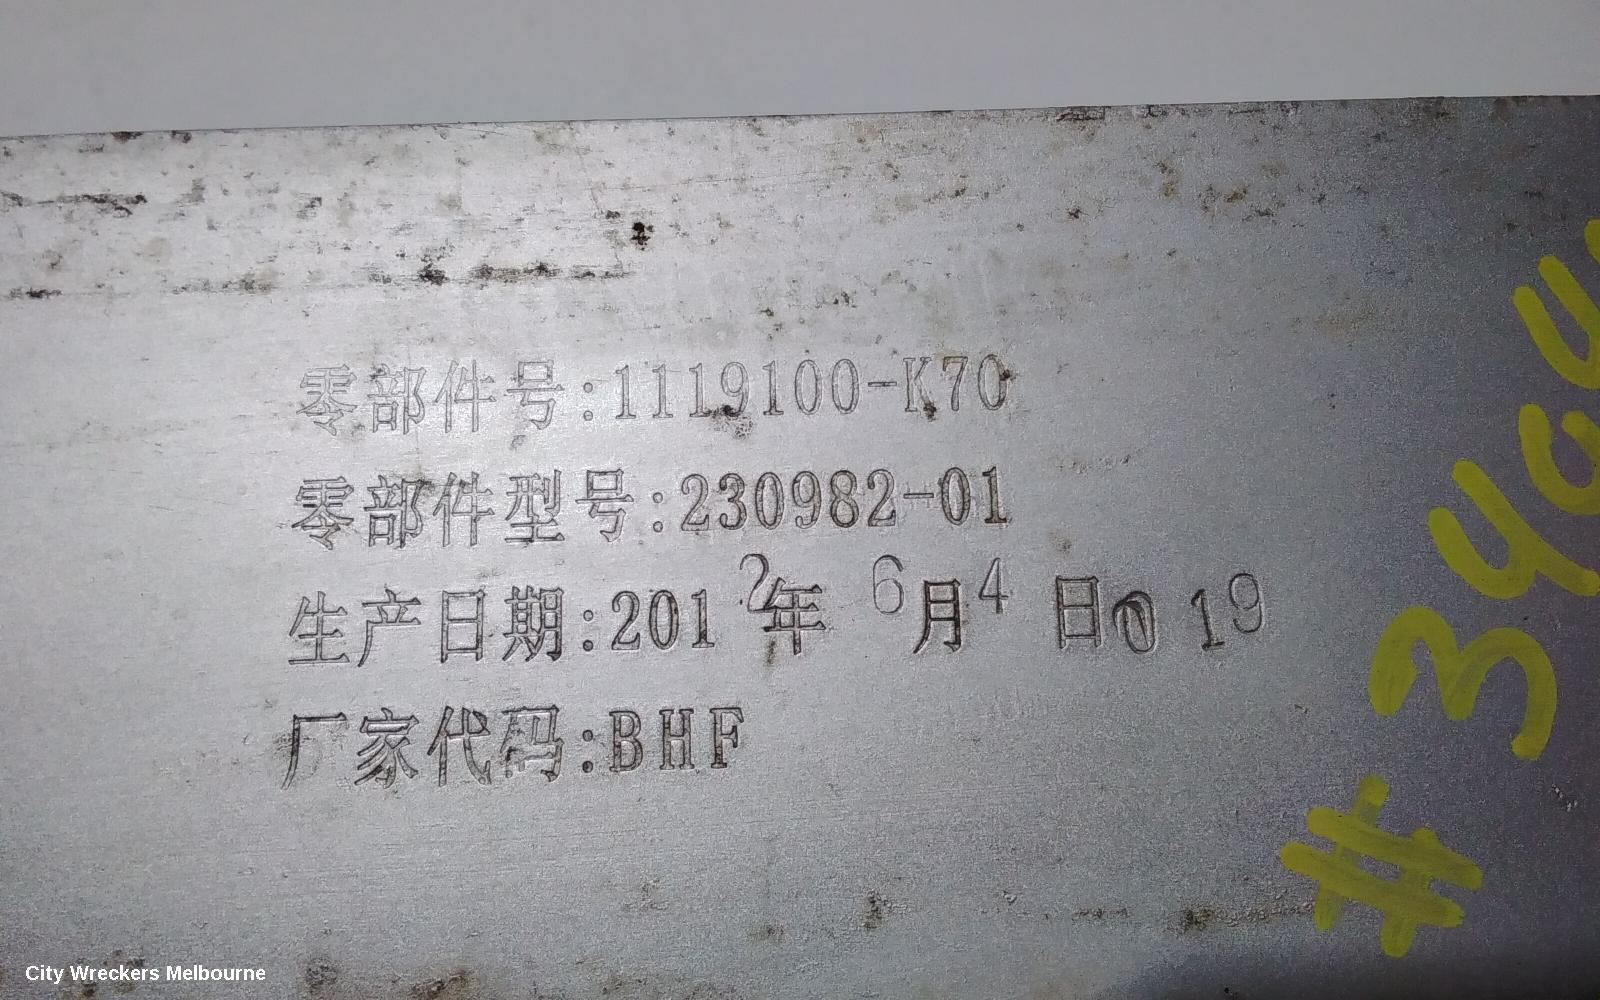 零部件号:1119100-K70
零部件型号:230982-01
生产日期:2012年 6月4 日019
厂家代码:BHF
City Wreckers Melbourne